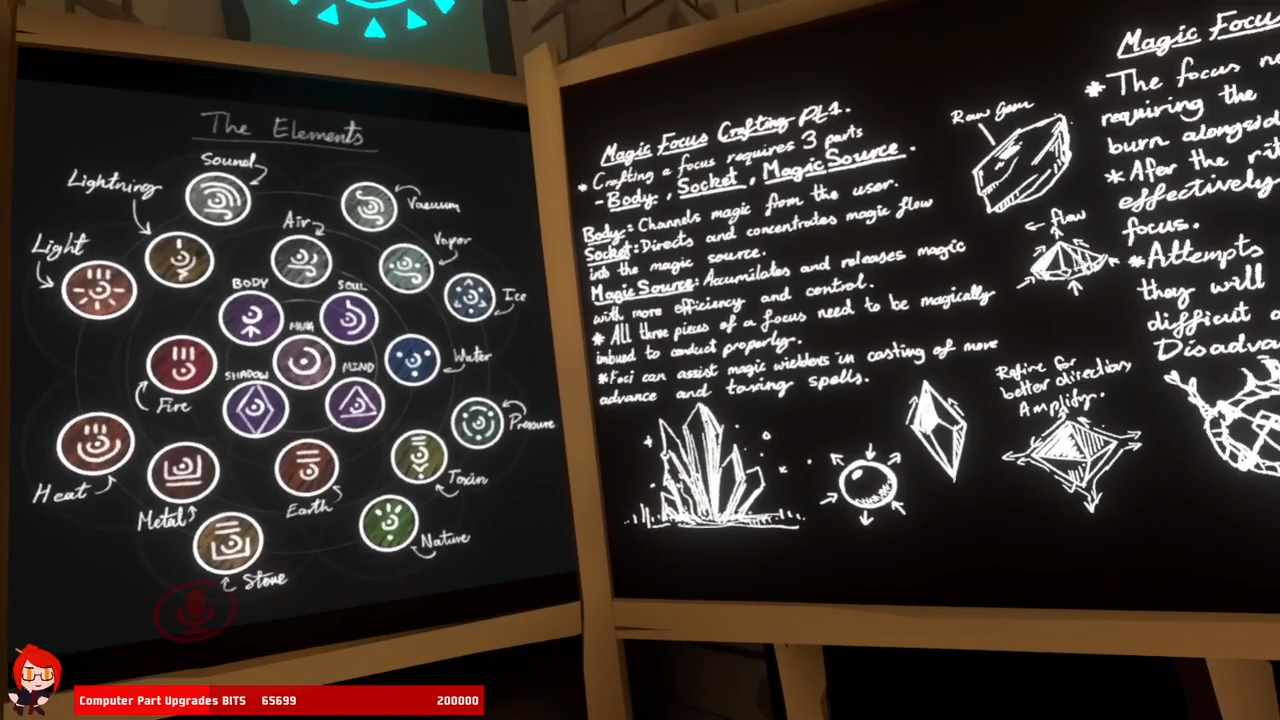 The Elements
Sound
Lightning
Vacuum
Air
Light
Vapor
BODY
SOUL
Ice
MANA
Water
SHADOW
MIND
Fire
Pressure
Heat
Toxin
Metal
Earth
Nature
Stone
Magic Focus Crafting Pt 1.
* Crafting a focus requires 3 parts
- Body, Socket, Magic Source.
Body: Channels magic from the user.
Socket: Directs and concentrates magic flow
into the magic source.
Magic Source: Accumilates and releases magic
with more efficiency and control.
* All three pieces of a focus need to be magically
imbued to conduct properly.
*Foci can assist magic wielders in casting of more
advance and taxing spells.
Raw Gem
flow
Refine for
better direction
Amplify.
Magic Focu
* The focus ne
requiring the
burn alongside
* Afer the rit
effectively
focus.
*Attempts
they will
difficult a
Disadva
Computer Part Upgrades BITS 65699 200000